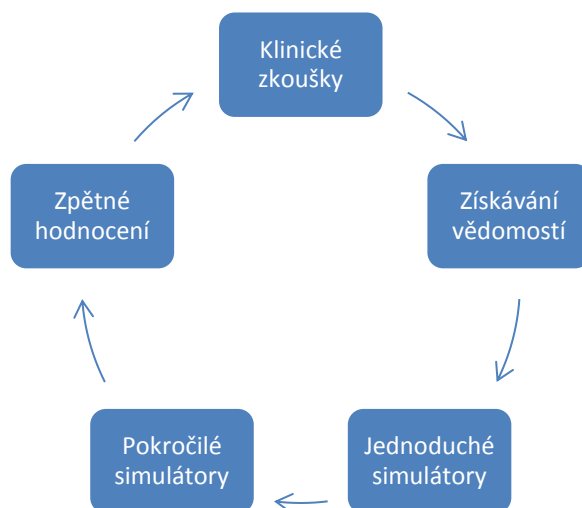 Klinické
zkoušky
Získávání
vědomostí
Jednoduché
simulátory
Pokročilé
simulátory
Zpětné
hodnocení